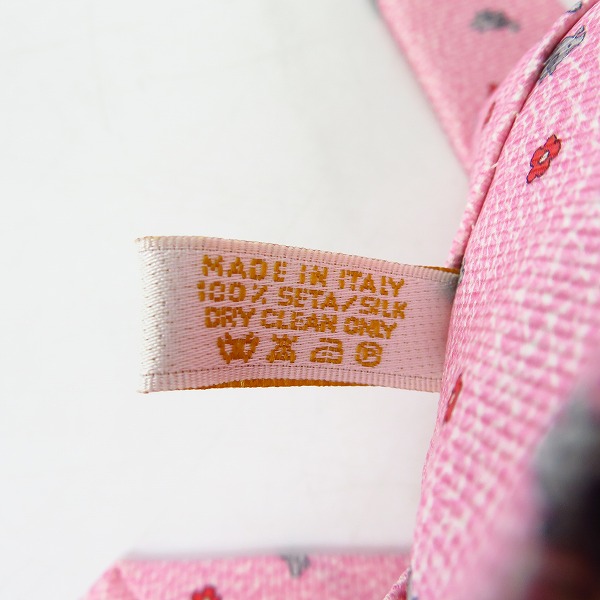 MADE IN ITALY
100% SETA/SILK
DRY CLEAN ONLY